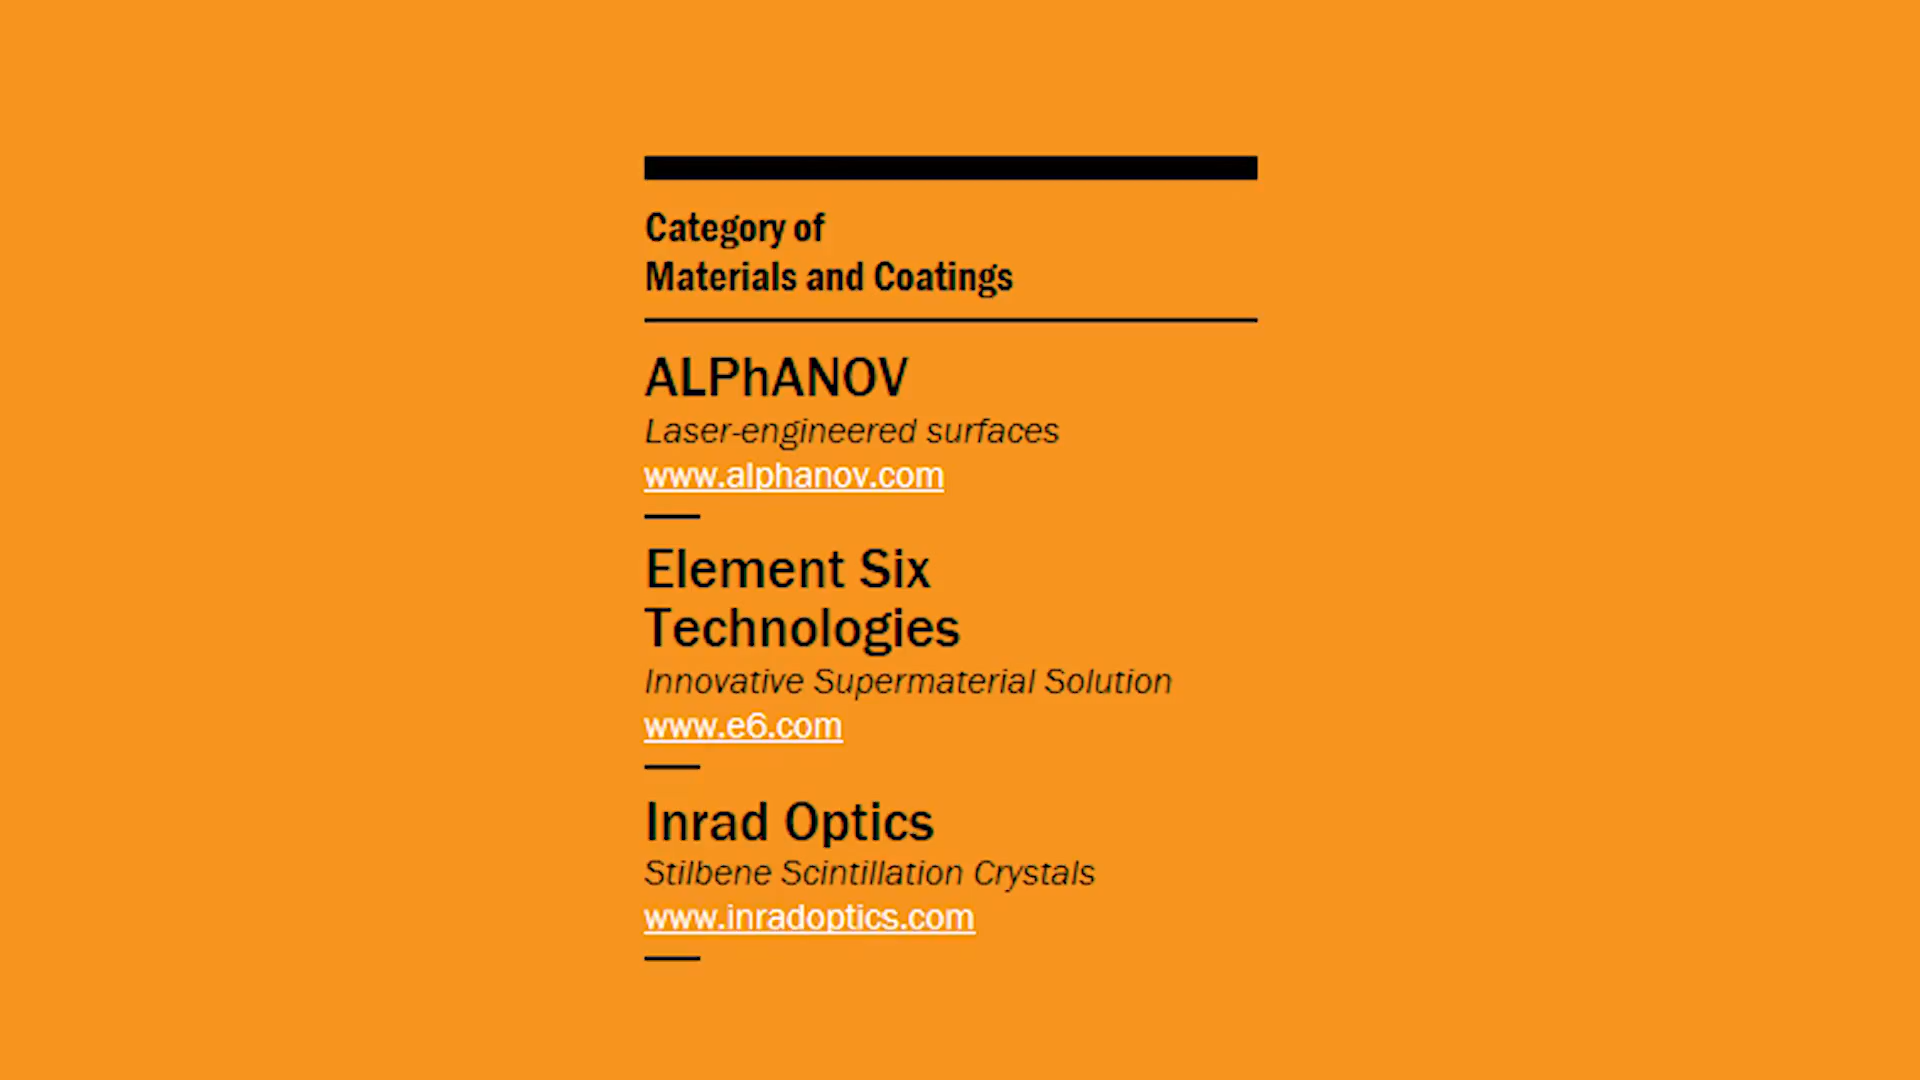 Category of
Materials and Coatings
ALPhANOV
Laser-engineered surfaces
www.alphanov.com
Element Six
Technologies
Innovative Supermaterial Solution
www.e6.com
Inrad Optics
Stilbene Scintillation Crystals
www.inradoptics.com